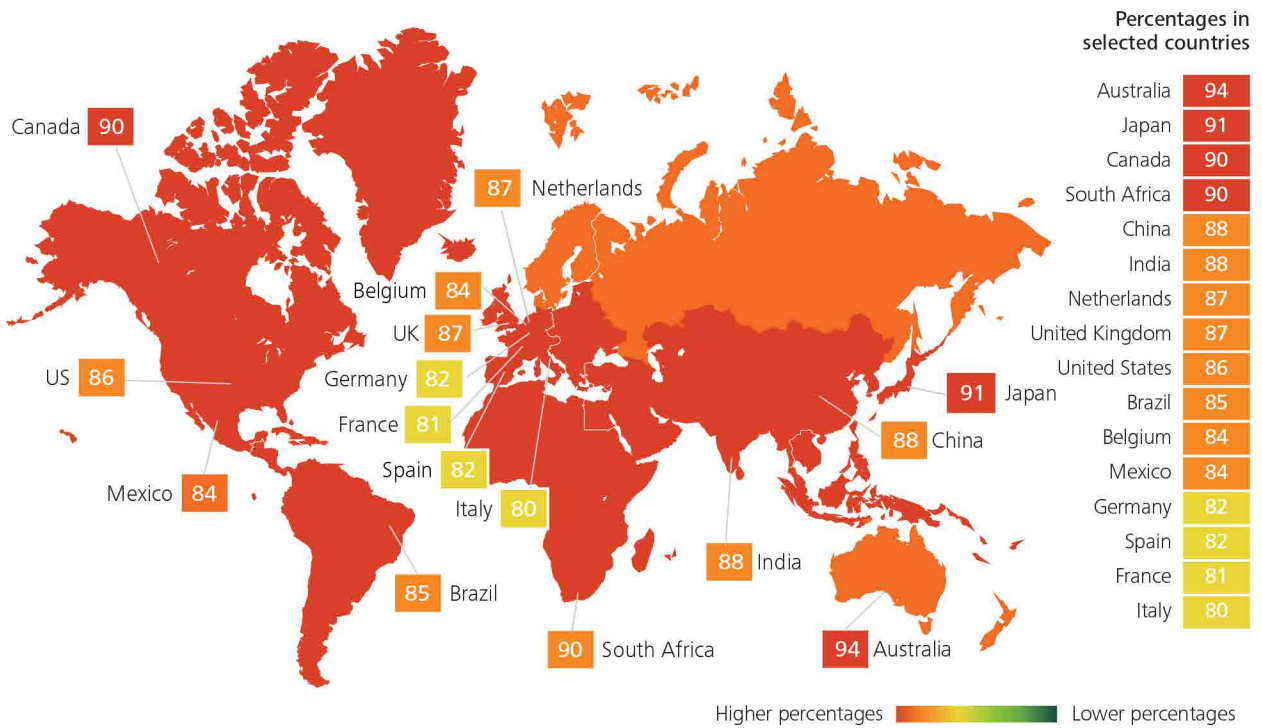 Percentages in
selected countries
Canada 90
87 Netherlands
Belgium 84
UK 87
US 86
Germany 82
France 81
Spain 82
Italy 80
Mexico 84
Brazil 85
90 South Africa
88 India
88 China
91 Japan
94 Australia
Australia 94
Japan 91
Canada 90
South Africa 90
China 88
India 88
Netherlands 87
United Kingdom 87
United States 86
Brazil 85
Belgium 84
Mexico 84
Germany 82
Spain 82
France 81
Italy 80
Higher percentages Lower percentages